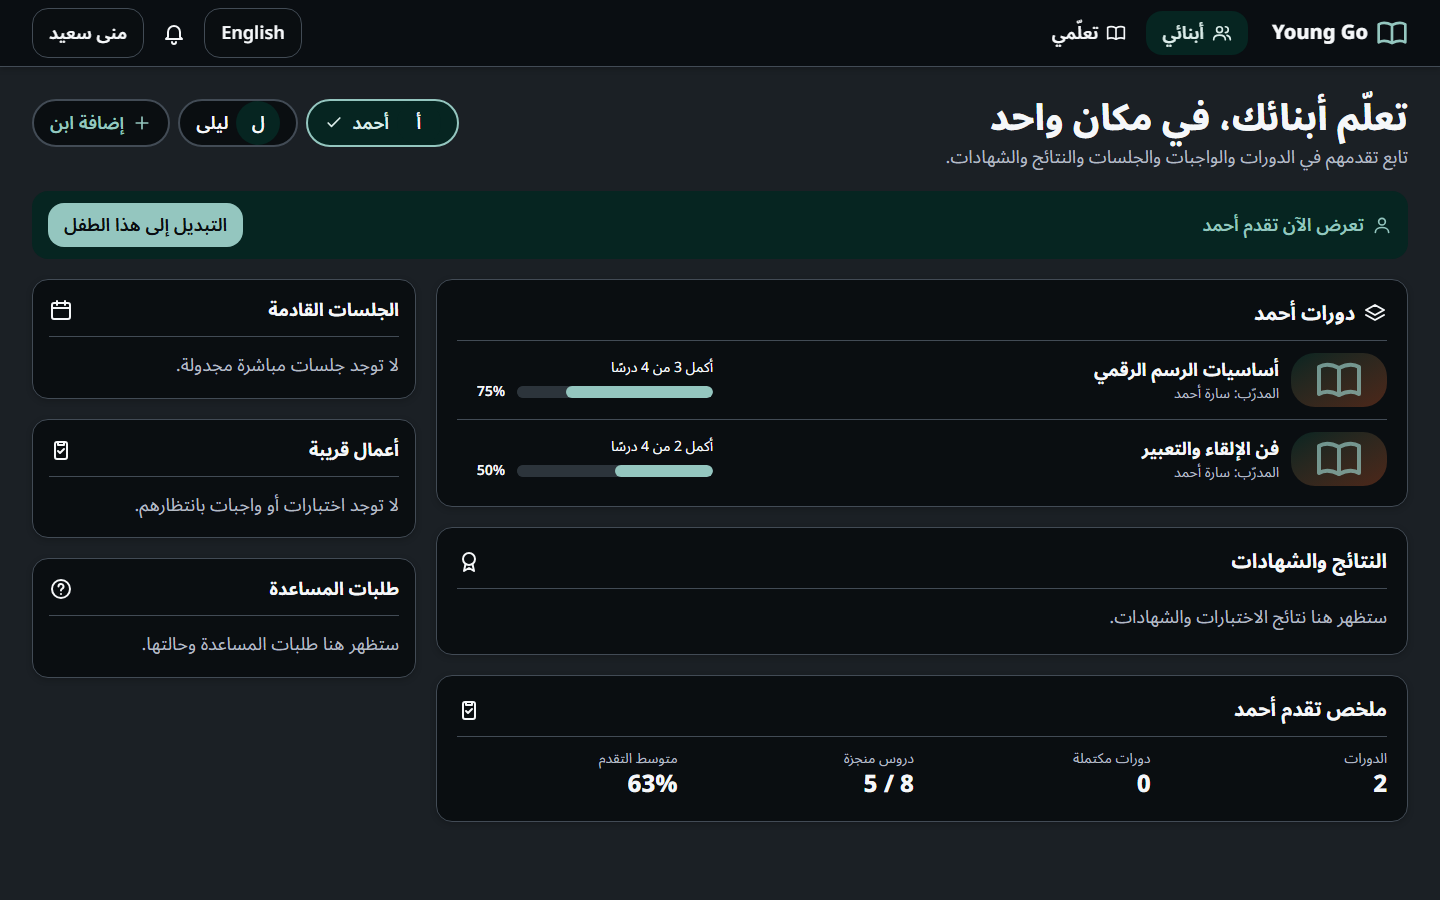 Young Go
أبنائي
تعلّمي
English
منى سعيد
تعلّم أبنائك، في مكان واحد
تابع تقدمهم في الدورات والواجبات والجلسات والنتائج والشهادات.
أ أحمد
ل ليلى
إضافة ابن
تعرض الآن تقدم أحمد
التبديل إلى هذا الطفل
دورات أحمد
أساسيات الرسم الرقمي
المدرّب: سارة أحمد
أكمل 3 من 4 درسًا
75%
فن الإلقاء والتعبير
المدرّب: سارة أحمد
أكمل 2 من 4 درسًا
50%
النتائج والشهادات
ستظهر هنا نتائج الاختبارات والشهادات.
ملخص تقدم أحمد
الدورات
2
دورات مكتملة
0
دروس منجزة
5 / 8
متوسط التقدم
63%
الجلسات القادمة
لا توجد جلسات مباشرة مجدولة.
أعمال قريبة
لا توجد اختبارات أو واجبات بانتظارهم.
طلبات المساعدة
ستظهر هنا طلبات المساعدة وحالتها.